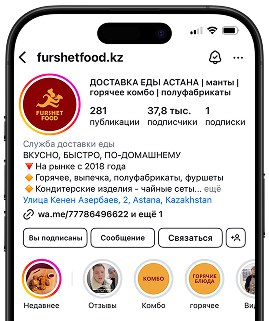 furshetfood.kz
FURSHET
FOOD
ДОСТАВКА ЕДЫ АСТАНА | манты |
горячее комбо | полуфабрикаты
281 37,8 тыс. 1
публикации подписчики подписки
Служба доставки еды
ВКУСНО, БЫСТРО, ПО-ДОМАШНЕМУ
🔻На рынке с 2018 года
🔸Горячее, выпечка, полуфабрикаты, фуршеты
🔸Кондитерские изделия - чайные сеты... ещё
Улица Кенен Азербаев, 2, Astana, Kazakhstan
wa.me/77786496622 и ещё 1
Вы подписаны Сообщение Связаться
КОМБО ГОРЯЧИЕ
БЛЮДА
Недавнее Отзывы Комбо горячее